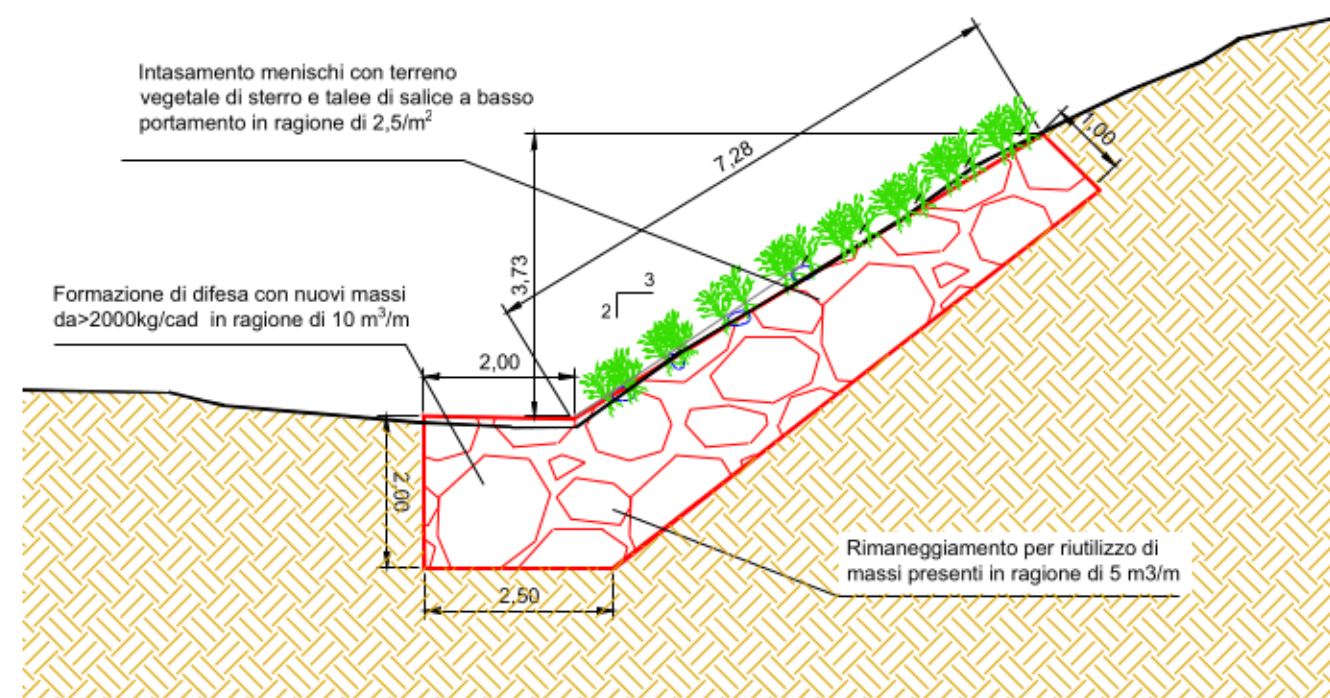 Intasamento menischi con terreno
vegetale di sterro e talee di salice a basso
portamento in ragione di 2,5/m²
1,00
7,28
3,73
3
2
Formazione di difesa con nuovi massi
da>2000kg/cad in ragione di 10 m³/m
2,00
2,00
Rimaneggiamento per riutilizzo di
massi presenti in ragione di 5 m3/m
2,50